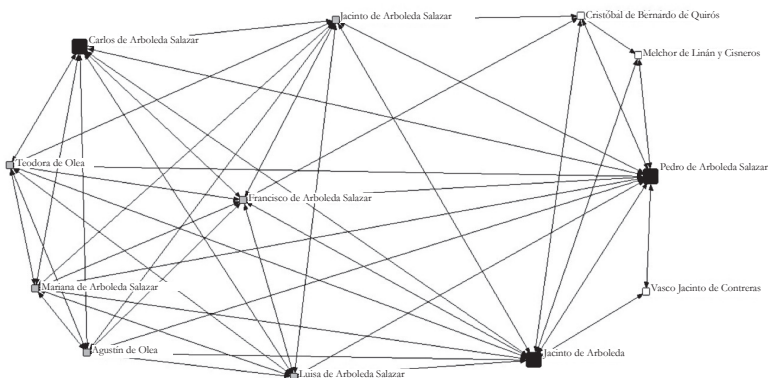 Jacinto de Arboleda Salazar
Cristóbal de Bernardo de Quirós
Carlos de Arboleda Salazar
Melchor de Linán y Cisneros
Teodora de Olea
Pedro de Arboleda Salazar
Francisco de Arboleda Salazar
Mariana de Arboleda Salazar
Vasco Jacinto de Contreras
Agustín de Olea
Jacinto de Arboleda
Luisa de Arboleda Salazar